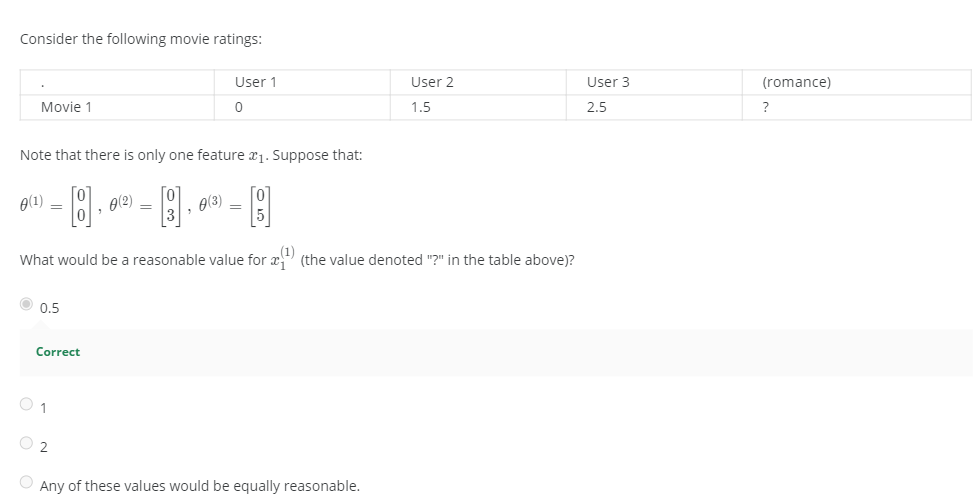 Consider the following movie ratings:
. User 1 User 2 User 3 (romance)
Movie 1 0 1.5 2.5 ?
Note that there is only one feature x₁. Suppose that:
θ⁽¹⁾ = [0 0], θ⁽²⁾ = [0 3], θ⁽³⁾ = [0 5]
What would be a reasonable value for x₁⁽¹⁾ (the value denoted "?" in the table above)?
0.5
Correct
1
2
Any of these values would be equally reasonable.